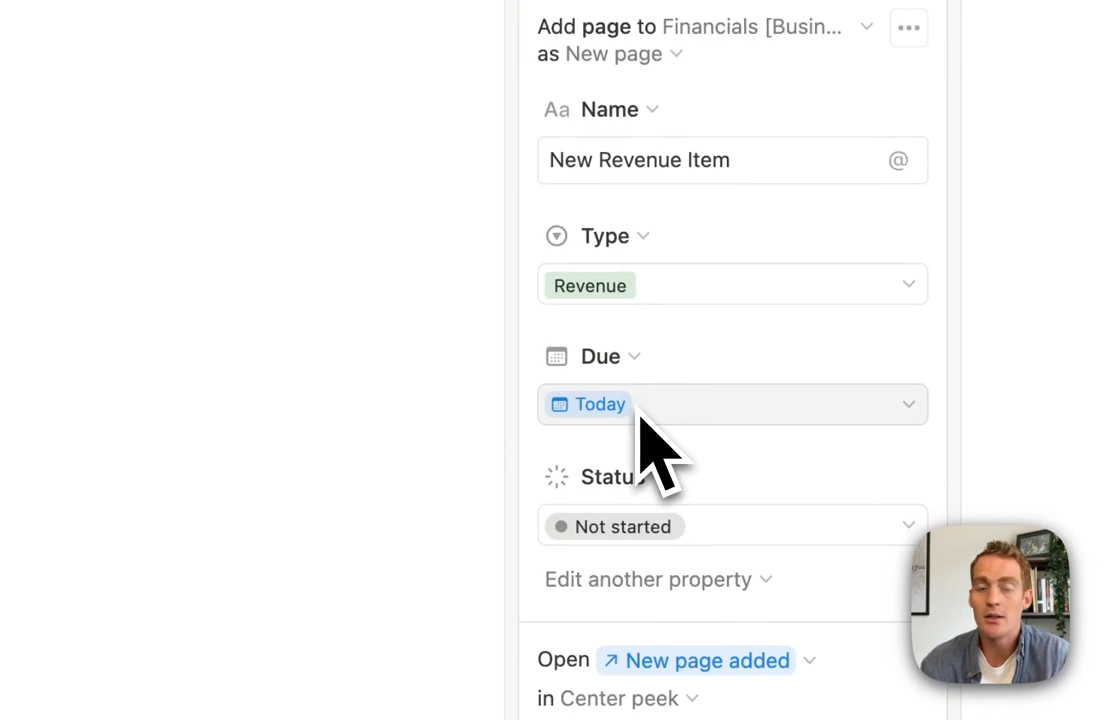 Add page to Financials [Busin...
as New page
Aa Name
New Revenue Item @
Type
Revenue
Due
Today
Status
Not started
Edit another property
Open ↗ New page added
in Center peek